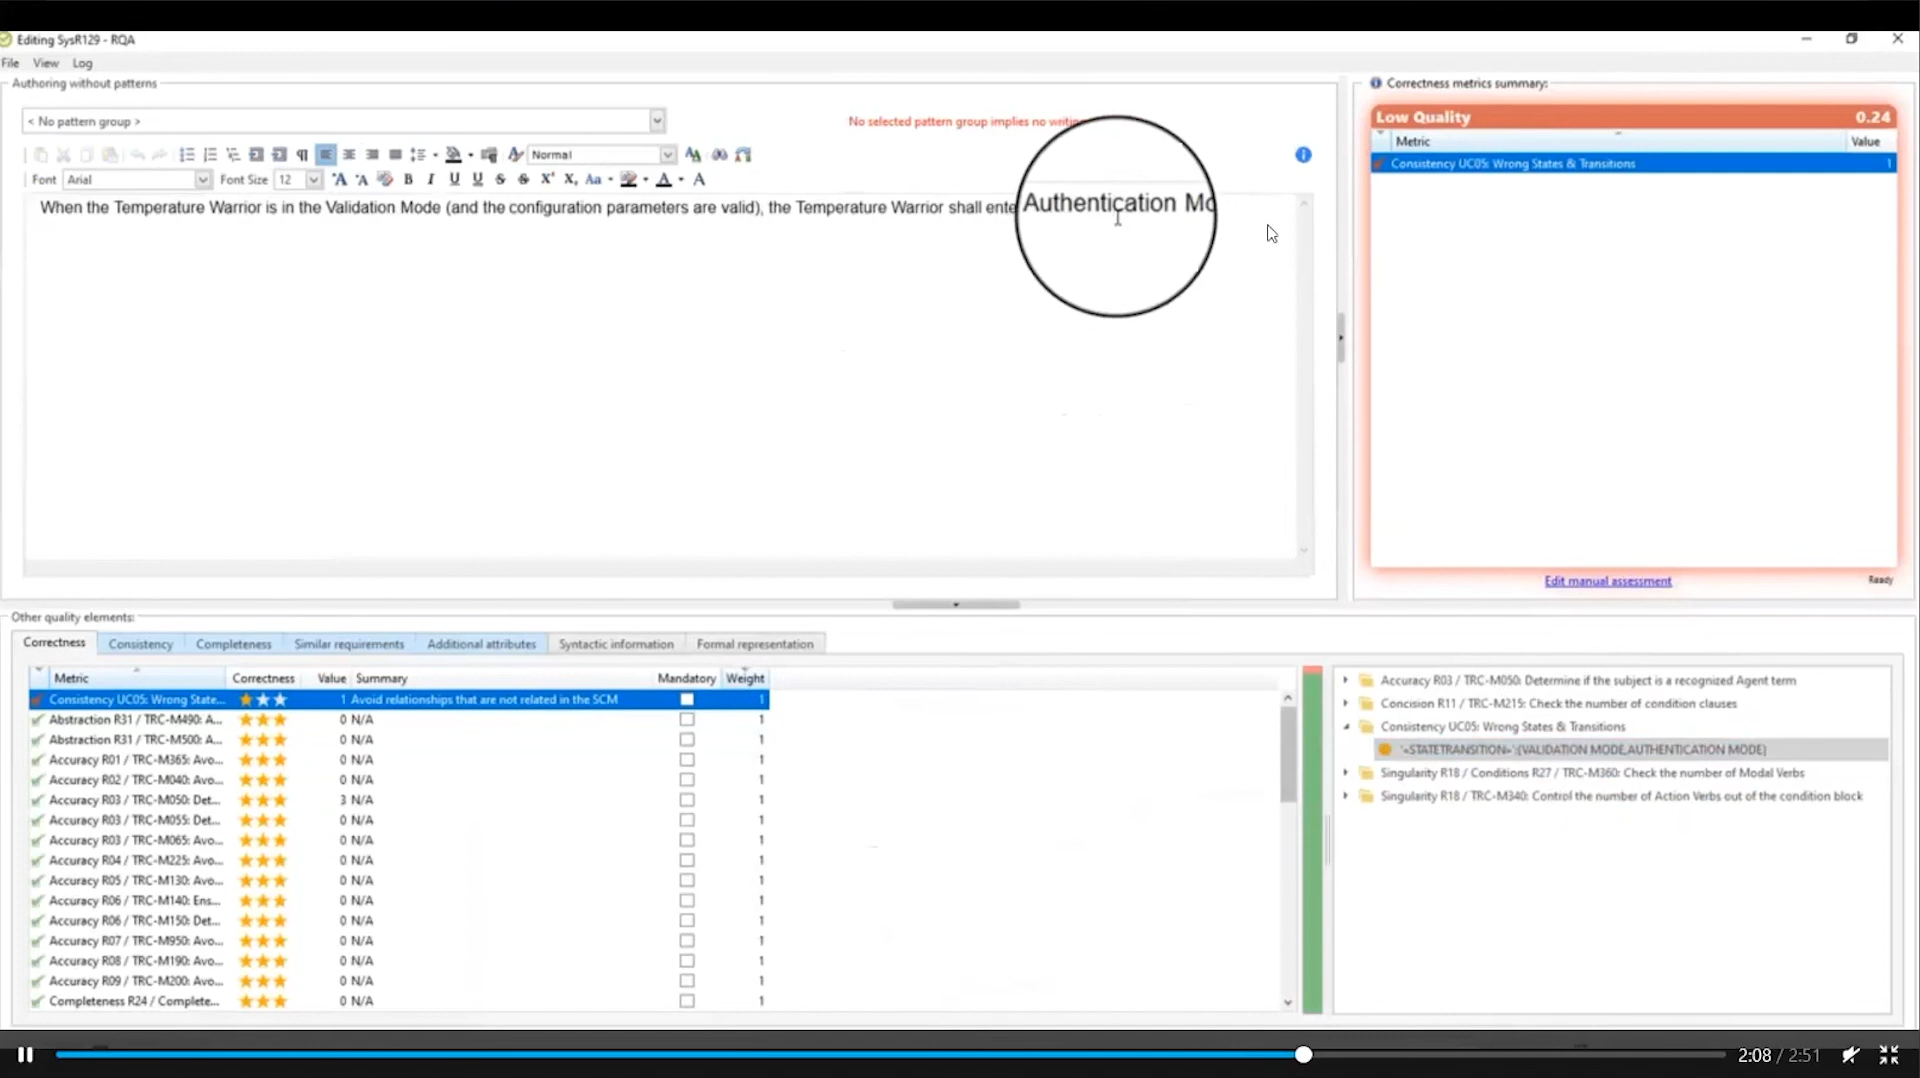 Editing SysR129 - RQA
File View Log
Authoring without patterns
< No pattern group >
No selected pattern group implies no
Normal
Font Arial Font Size 12
When the Temperature Warrior is in the Validation Mode (and the configuration parameters are valid), the Temperature Warrior shall ente Authentication Mo
Correctness metrics summary:
Low Quality 0.24
Metric Value
Consistency UC05: Wrong States & Transitions 1
Edit manual assessment Ready
Other quality elements:
Correctness Consistency Completeness Similar requirements Additional attributes Syntactic information Formal representation
Metric Correctness Value Summary Mandatory Weight
Consistency UC05: Wrong State... 1 Avoid relationships that are not related in the SCM 1
Abstraction R31 / TRC-M490: A... 0 N/A 1
Abstraction R31 / TRC-M500: A... 0 N/A 1
Accuracy R01 / TRC-M365: Avo... 0 N/A 1
Accuracy R02 / TRC-M040: Avo... 0 N/A 1
Accuracy R03 / TRC-M050: Det... 3 N/A 1
Accuracy R03 / TRC-M055: Det... 0 N/A 1
Accuracy R03 / TRC-M065: Avo... 0 N/A 1
Accuracy R04 / TRC-M225: Avo... 0 N/A 1
Accuracy R05 / TRC-M130: Avo... 0 N/A 1
Accuracy R06 / TRC-M140: Ens... 0 N/A 1
Accuracy R06 / TRC-M150: Det... 0 N/A 1
Accuracy R07 / TRC-M950: Avo... 0 N/A 1
Accuracy R08 / TRC-M190: Avo... 0 N/A 1
Accuracy R09 / TRC-M200: Avo... 0 N/A 1
Completeness R24 / Complete... 0 N/A 1
Accuracy R03 / TRC-M050: Determine if the subject is a recognized Agent term
Concision R11 / TRC-M215: Check the number of condition clauses
Consistency UC05: Wrong States & Transitions
'«STATETRANSITION»':(VALIDATION MODE,AUTHENTICATION MODE)
Singularity R18 / Conditions R27 / TRC-M360: Check the number of Modal Verbs
Singularity R18 / TRC-M340: Control the number of Action Verbs out of the condition block
2:08 / 2:51